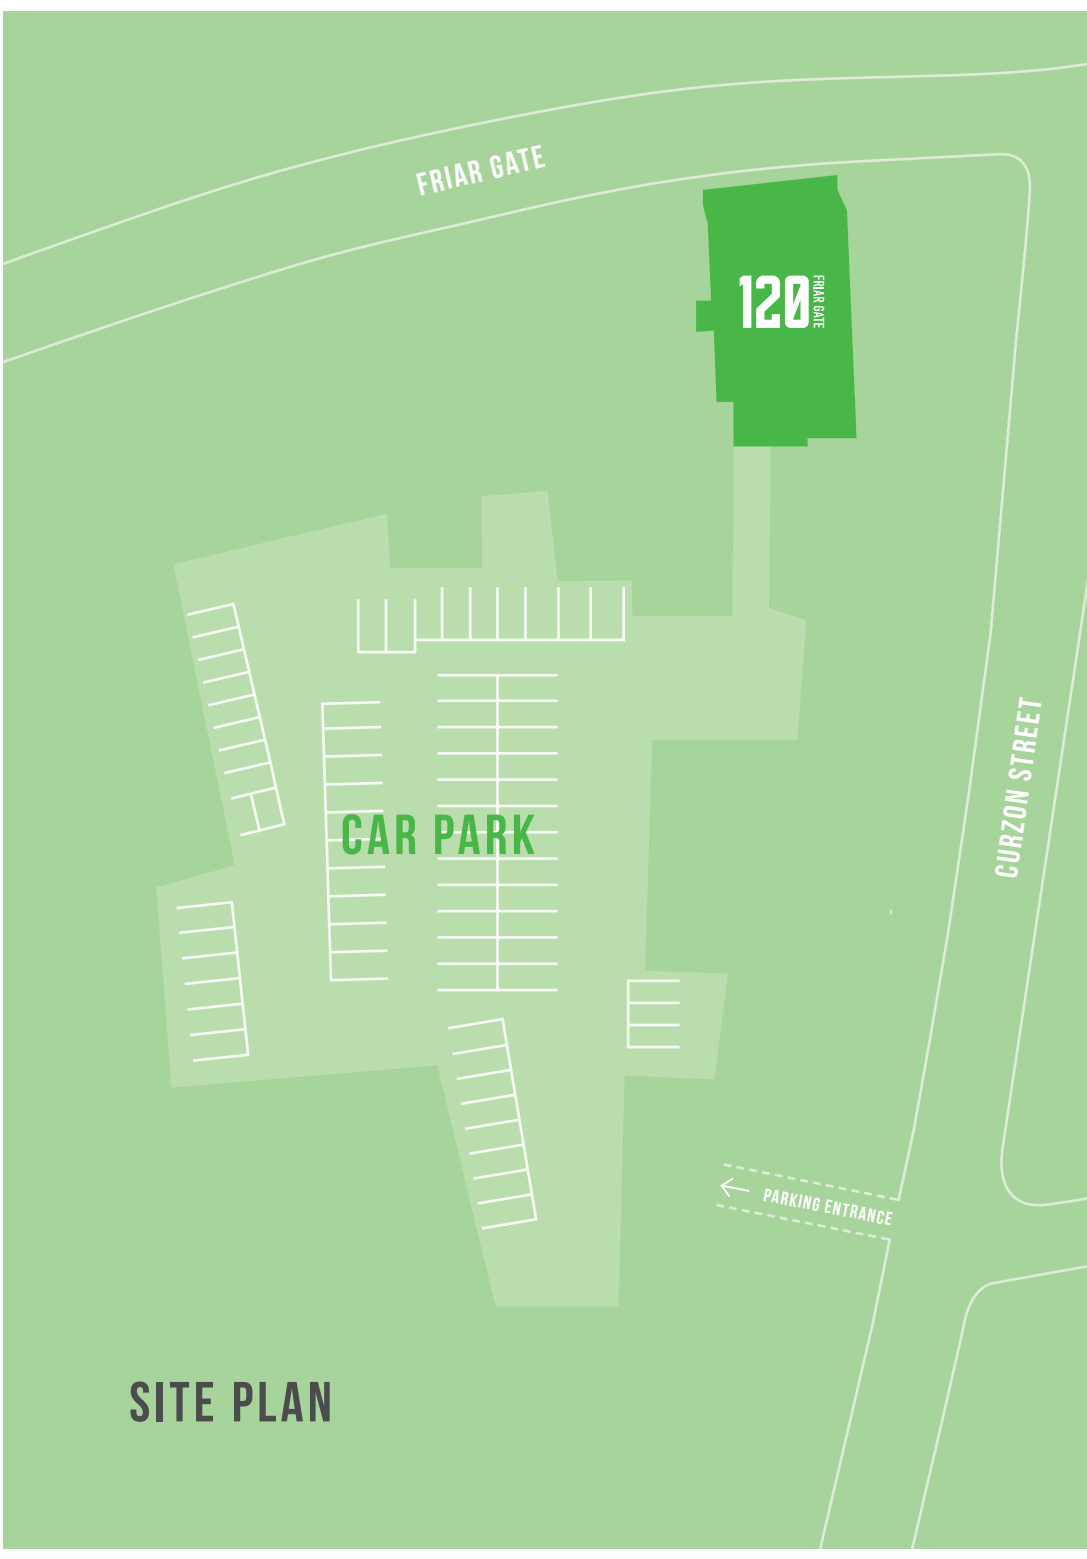 FRIAR GATE
120
FRIAR GATE
CURZON STREET
CAR PARK
PARKING ENTRANCE
SITE PLAN